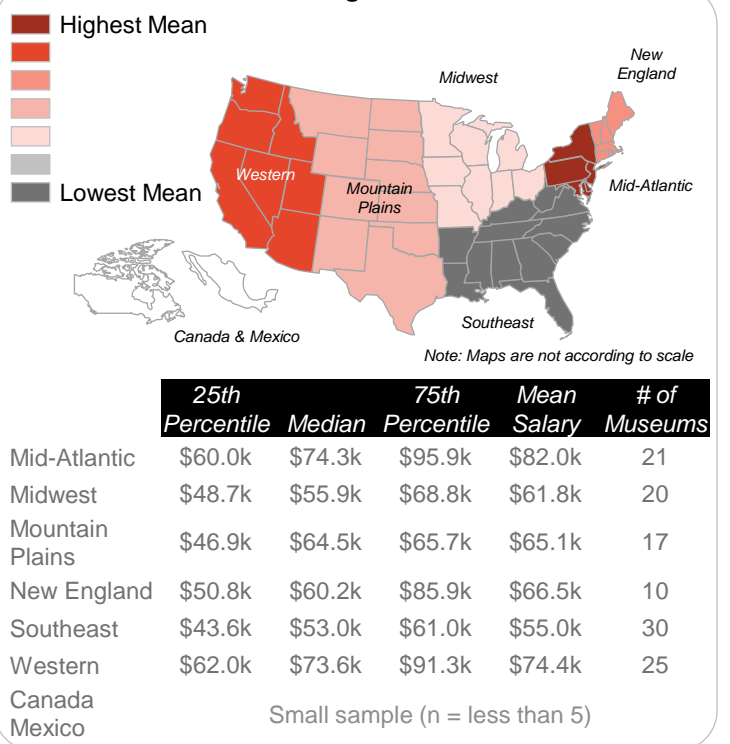 Highest Mean
Lowest Mean
New
England
Midwest
Western
Mountain
Plains
Mid-Atlantic
Southeast
Canada & Mexico
Note: Maps are not according to scale
25th 75th Mean # of
Percentile Median Percentile Salary Museums
Mid-Atlantic $60.0k $74.3k $95.9k $82.0k 21
Midwest $48.7k $55.9k $68.8k $61.8k 20
Mountain
Plains $46.9k $64.5k $65.7k $65.1k 17
New England $50.8k $60.2k $85.9k $66.5k 10
Southeast $43.6k $53.0k $61.0k $55.0k 30
Western $62.0k $73.6k $91.3k $74.4k 25
Canada
Mexico Small sample (n = less than 5)